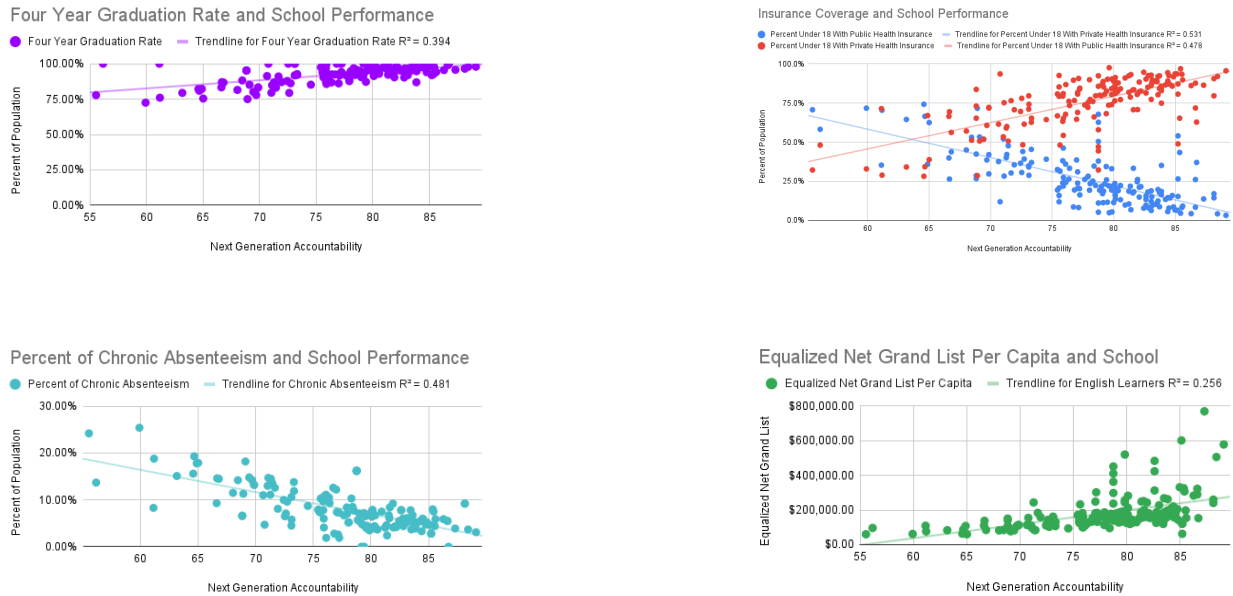 Four Year Graduation Rate and School Performance
Four Year Graduation Rate Trendline for Four Year Graduation Rate R² = 0.394
100.00%
75.00%
50.00%
25.00%
0.00%
Percent of Population
55 60 65 70 75 80 85
Next Generation Accountability
Insurance Coverage and School Performance
Percent Under 18 With Public Health Insurance Trendline for Percent Under 18 With Private Health Insurance R² = 0.531
Percent Under 18 With Private Health Insurance Trendline for Percent Under 18 With Public Health Insurance R² = 0.478
100.0%
75.0%
50.0%
25.0%
0.0%
Percent of Population
60 65 70 75 80 85
Next Generation Accountability
Percent of Chronic Absenteeism and School Performance
Percent of Chronic Absenteeism Trendline for Chronic Absenteeism R² = 0.481
30.00%
20.00%
10.00%
0.00%
Percent of Population
60 65 70 75 80 85
Next Generation Accountability
Equalized Net Grand List Per Capita and School
Equalized Net Grand List Per Capita Trendline for English Learners R² = 0.256
$800,000.00
$600,000.00
$400,000.00
$200,000.00
$0.00
Equalized Net Grand List
55 60 65 70 75 80 85
Next Generation Accountability